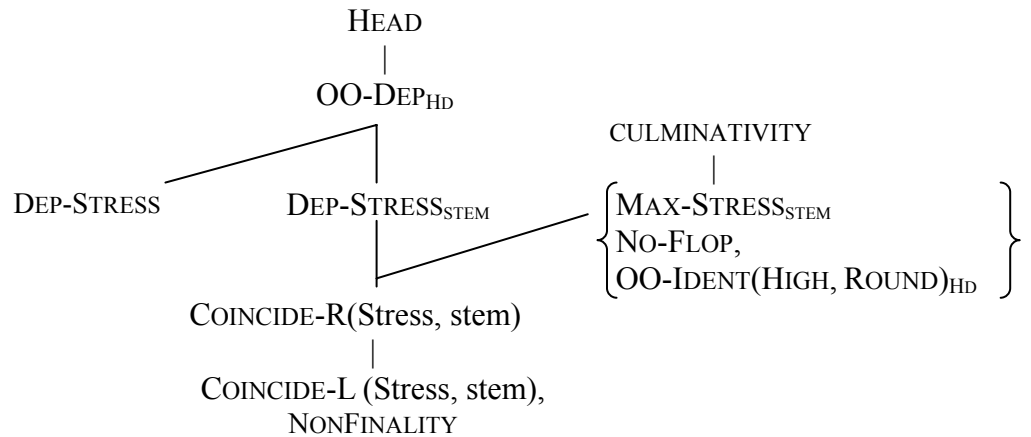 HEAD
OO-DEPHD
CULMINATIVITY
DEP-STRESS
DEP-STRESSSTEM
MAX-STRESSSTEM
NO-FLOP,
OO-IDENT(HIGH, ROUND)HD
COINCIDE-R(Stress, stem)
COINCIDE-L (Stress, stem),
NONFINALITY